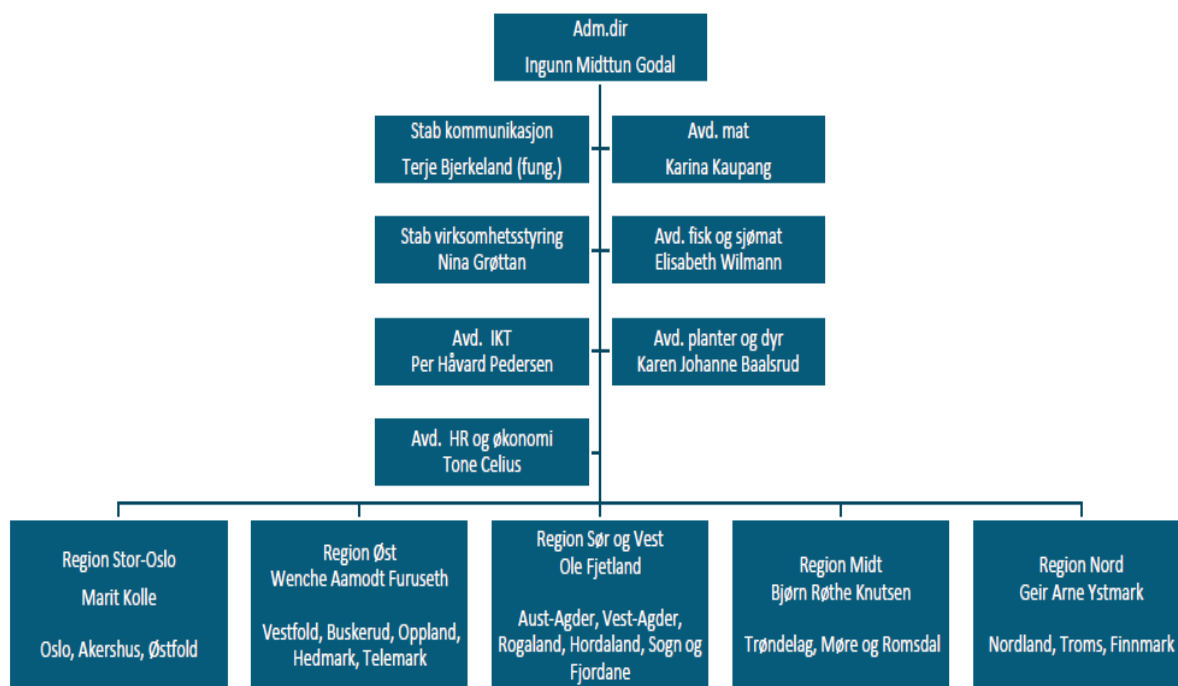 Adm.dir
Ingunn Midttun Godal
Stab kommunikasjon
Terje Bjerkeland (fung.)
Avd. mat
Karina Kaupang
Stab virksomhetsstyring
Nina Grøttan
Avd. fisk og sjømat
Elisabeth Wilmann
Avd. IKT
Per Håvard Pedersen
Avd. planter og dyr
Karen Johanne Baalsrud
Avd. HR og økonomi
Tone Celius
Region Stor-Oslo
Marit Kolle
Oslo, Akershus, Østfold
Region Øst
Wenche Aamodt Furuseth
Vestfold, Buskerud, Oppland,
Hedmark, Telemark
Region Sør og Vest
Ole Fjetland
Aust-Agder, Vest-Agder,
Rogaland, Hordaland, Sogn og
Fjordane
Region Midt
Bjørn Røthe Knutsen
Trøndelag, Møre og Romsdal
Region Nord
Geir Arne Ystmark
Nordland, Troms, Finnmark